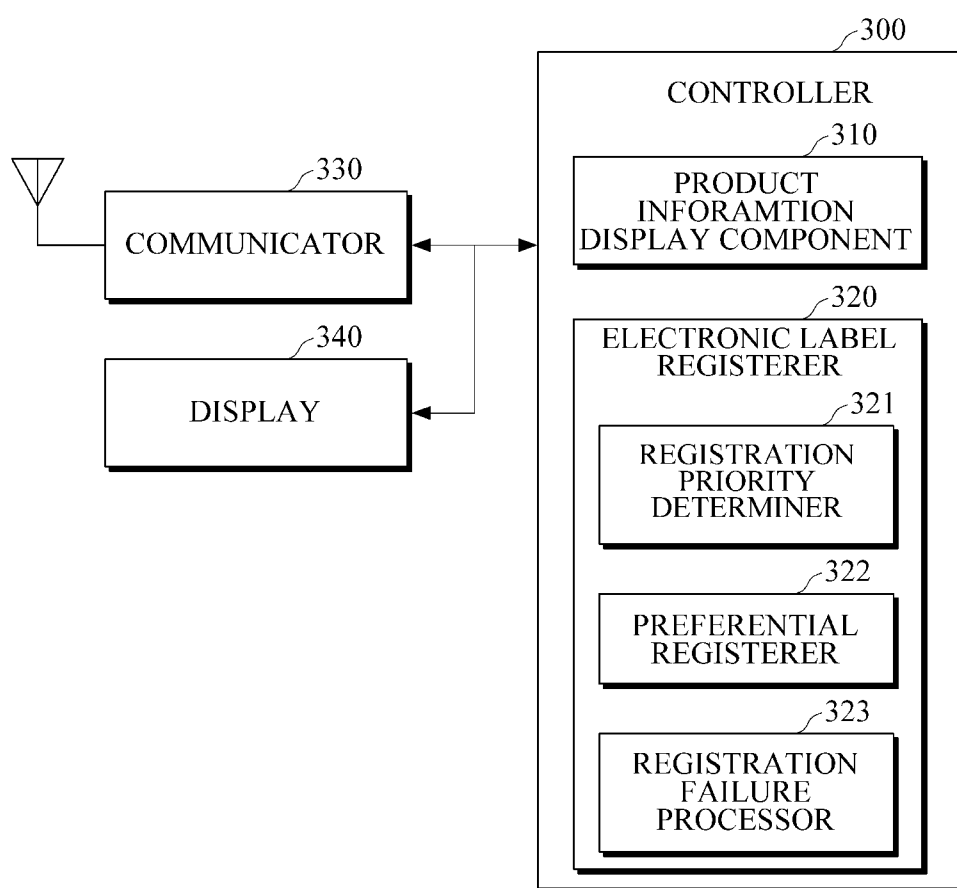 300
CONTROLLER
310
PRODUCT
INFORAMTION
DISPLAY COMPONENT
330
COMMUNICATOR
320
ELECTRONIC LABEL
REGISTERER
340
DISPLAY
321
REGISTRATION
PRIORITY
DETERMINER
322
PREFERENTIAL
REGISTERER
323
REGISTRATION
FAILURE
PROCESSOR